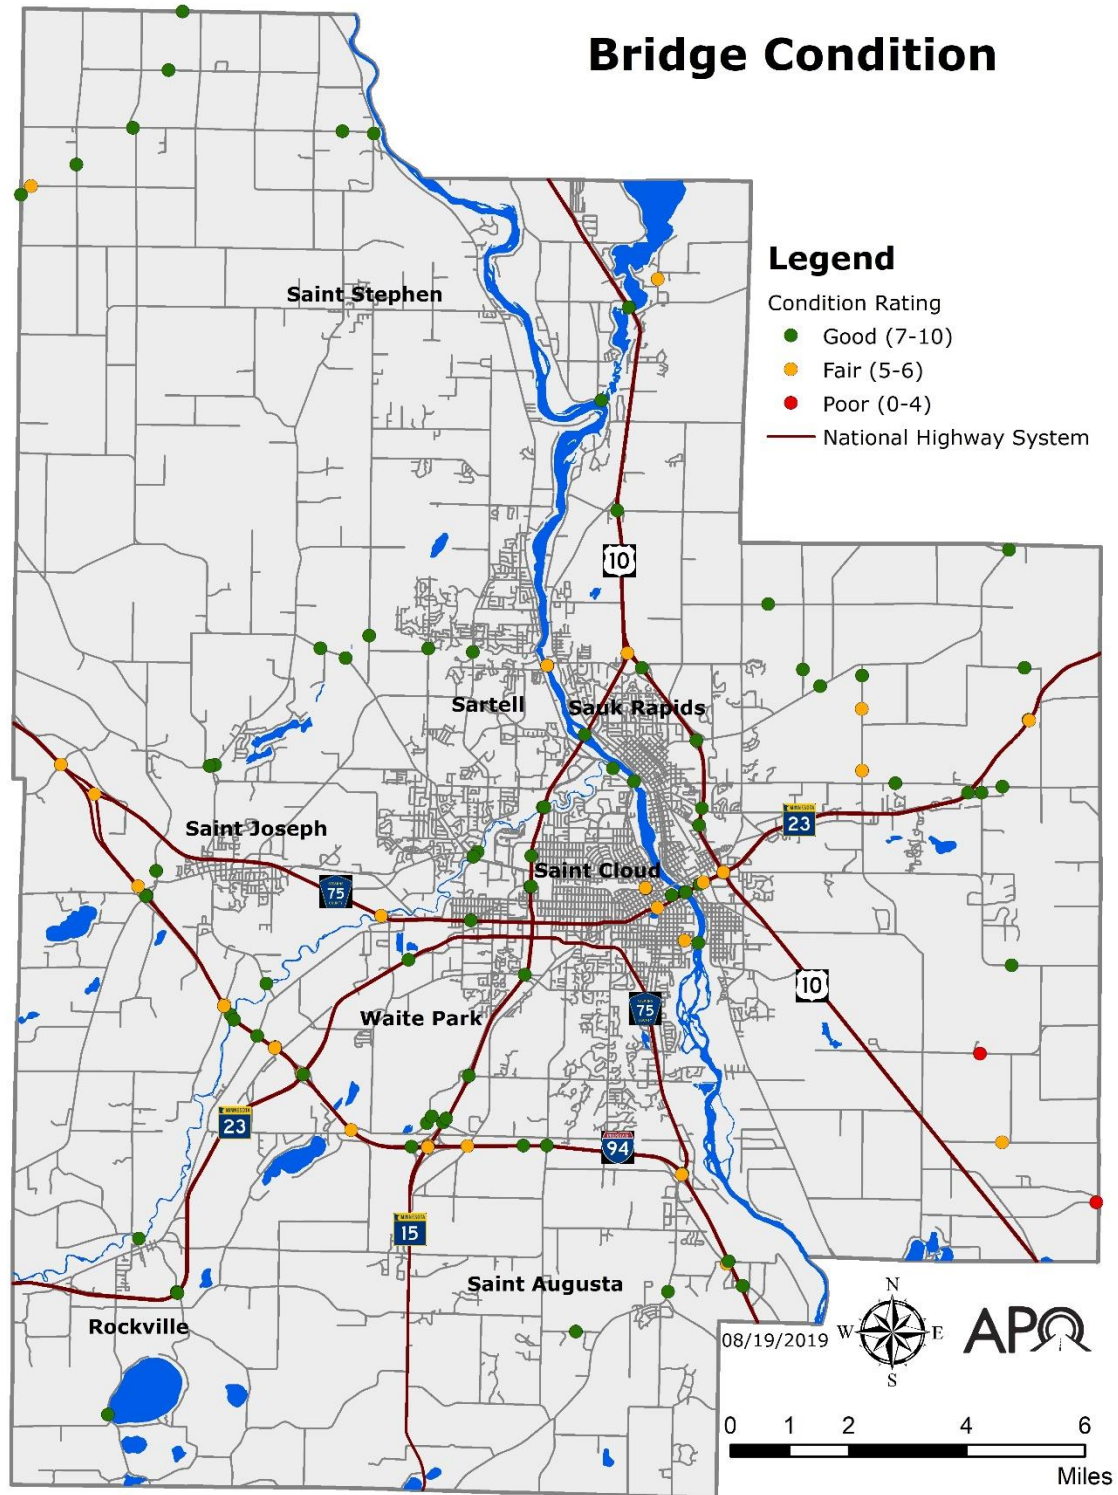 Bridge Condition
Legend
Condition Rating
Good (7-10)
Fair (5-6)
Poor (0-4)
National Highway System
Saint Stephen
10
Sartell
Sauk Rapids
23
Saint Joseph
Saint Cloud
75
10
75
Waite Park
23
94
15
Saint Augusta
Rockville
08/19/2019
N
W
E
S
APO
0 1 2 4 6
Miles